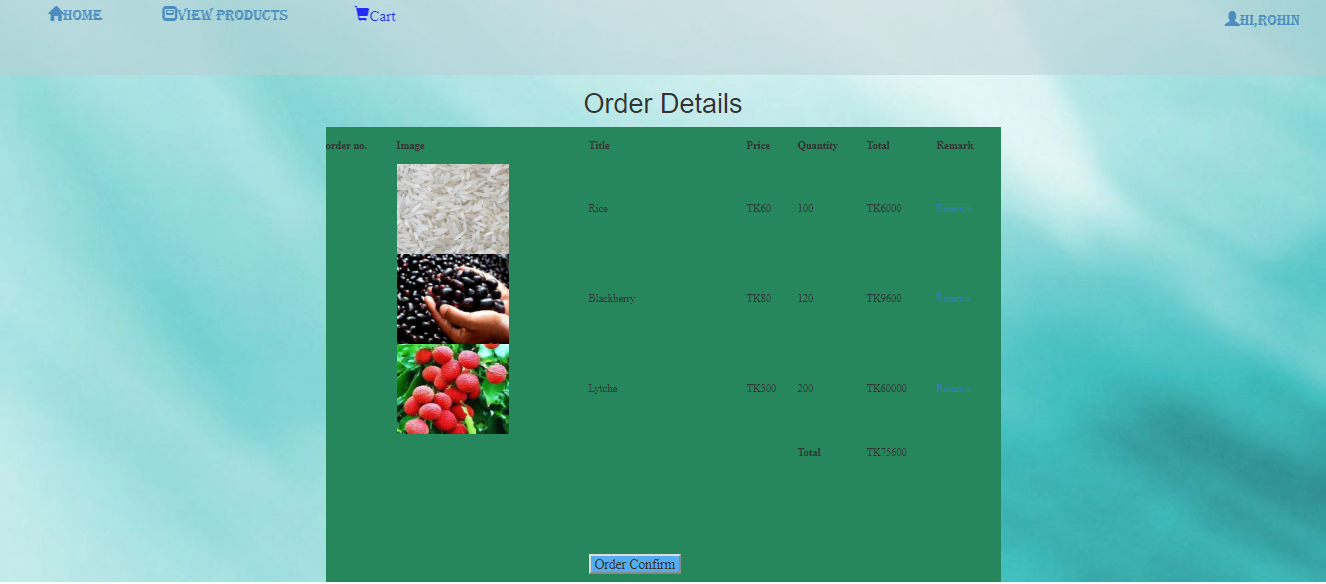 HOME VIEW PRODUCTS Cart HI,ROHIN
Order Details
order no. Image Title Price Quantity Total Remark
Rice TK60 100 TK6000 Remove
Blackberry TK80 120 TK9600 Remove
Lytche TK300 200 TK60000 Remove
Total TK75600
Order Confirm